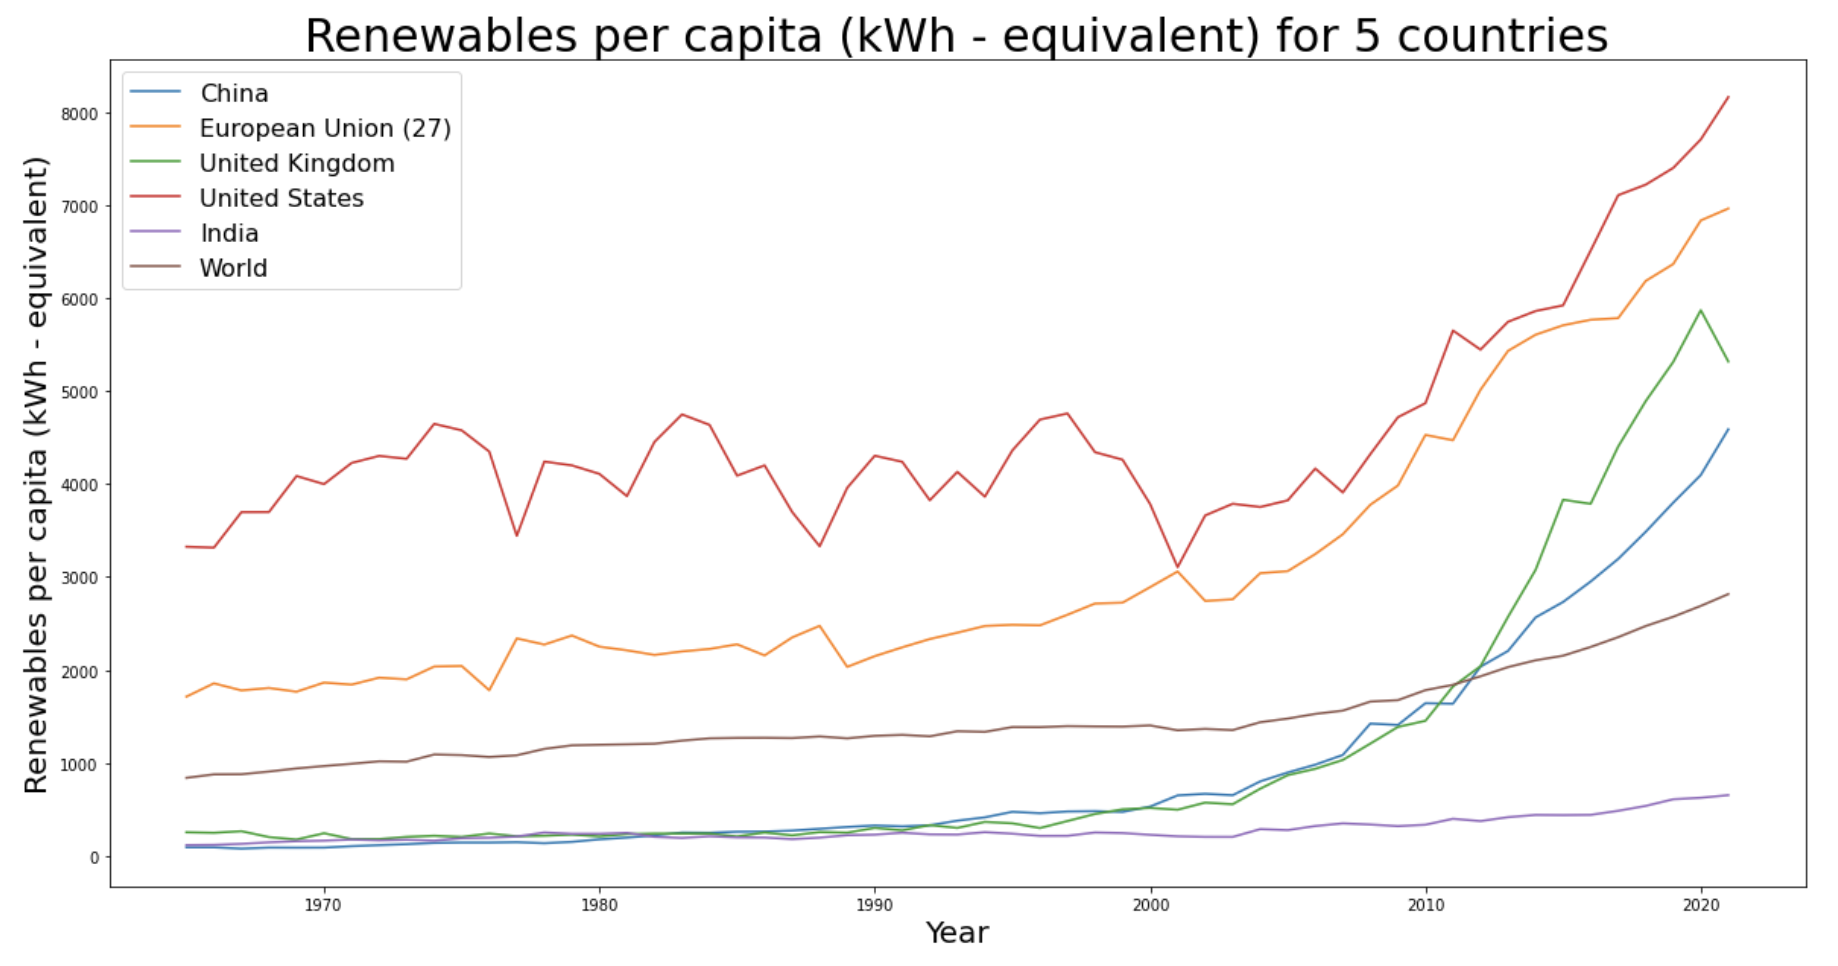 Renewables per capita (kWh - equivalent) for 5 countries
China
European Union (27)
United Kingdom
United States
India
World
Renewables per capita (kWh - equivalent)
8000
7000
6000
5000
4000
3000
2000
1000
0
1970 1980 1990 2000 2010 2020
Year